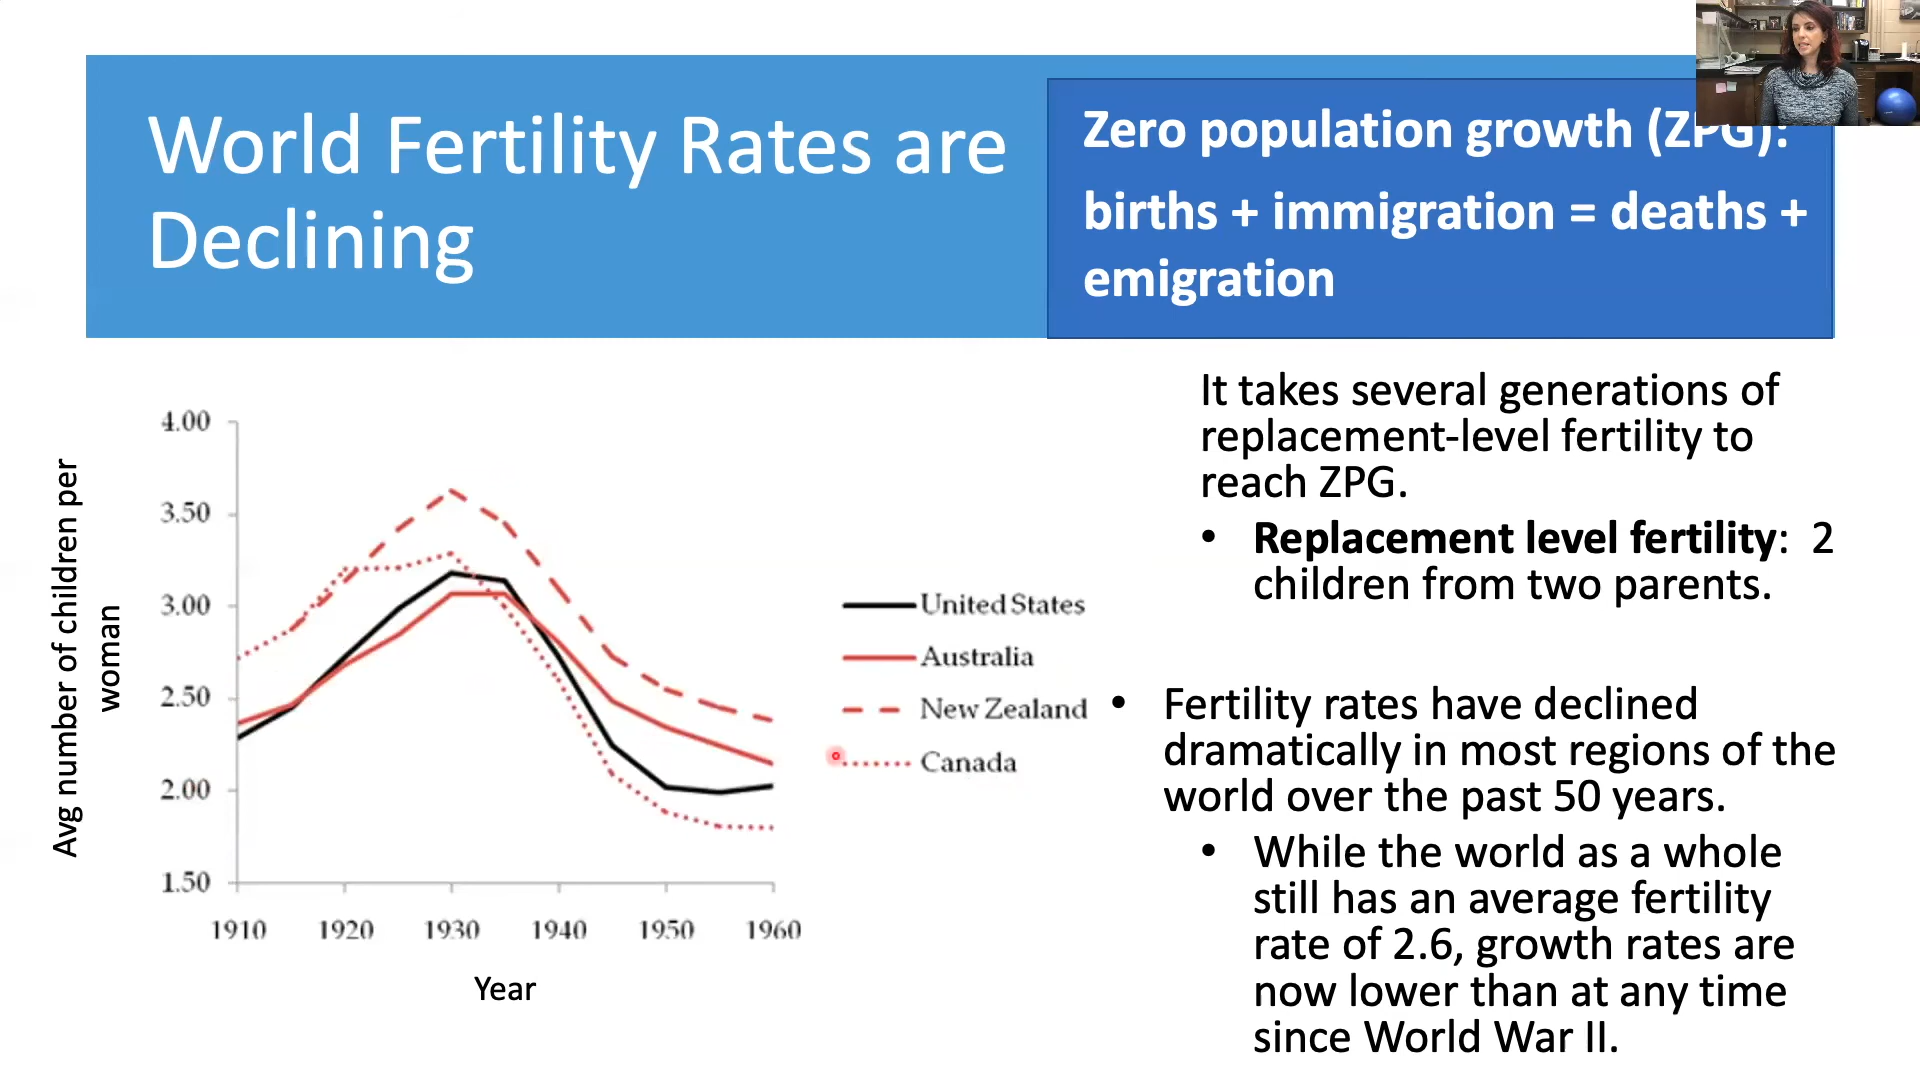 World Fertility Rates are
Declining
Zero population growth (ZPG):
births + immigration = deaths +
emigration
Avg number of children per
woman
4.00
3.50
3.00
2.50
2.00
1.50
1910 1920 1930 1940 1950 1960
Year
United States
Australia
New Zealand
Canada
It takes several generations of
replacement-level fertility to
reach ZPG.
• Replacement level fertility: 2
children from two parents.
• Fertility rates have declined
dramatically in most regions of the
world over the past 50 years.
• While the world as a whole
still has an average fertility
rate of 2.6, growth rates are
now lower than at any time
since World War II.